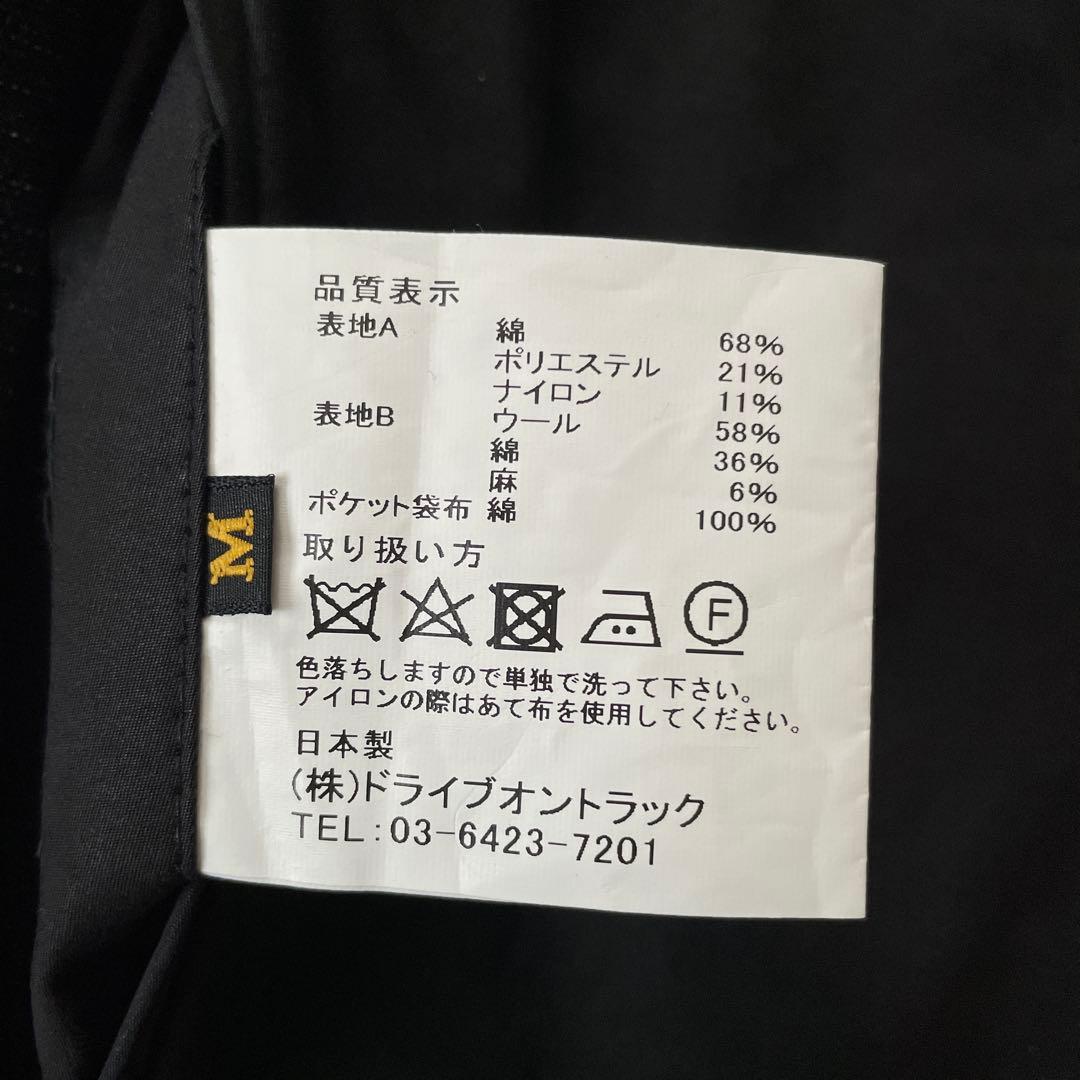 品質表示
表地A 綿 68%
ポリエステル 21%
ナイロン 11%
表地B ウール 58%
綿 36%
麻 6%
ポケット袋布 綿 100%
M
取り扱い方
F
色落ちしますので単独で洗って下さい。
アイロンの際はあて布を使用してください。
日本製
(株)ドライブオントラック
TEL:03-6423-7201